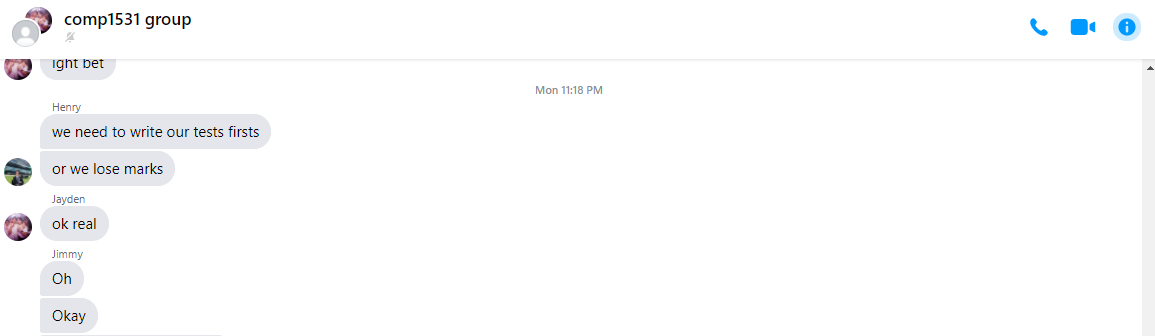 comp1531 group
ight bet
Mon 11:18 PM
Henry
we need to write our tests firsts
or we lose marks
Jayden
ok real
Jimmy
Oh
Okay